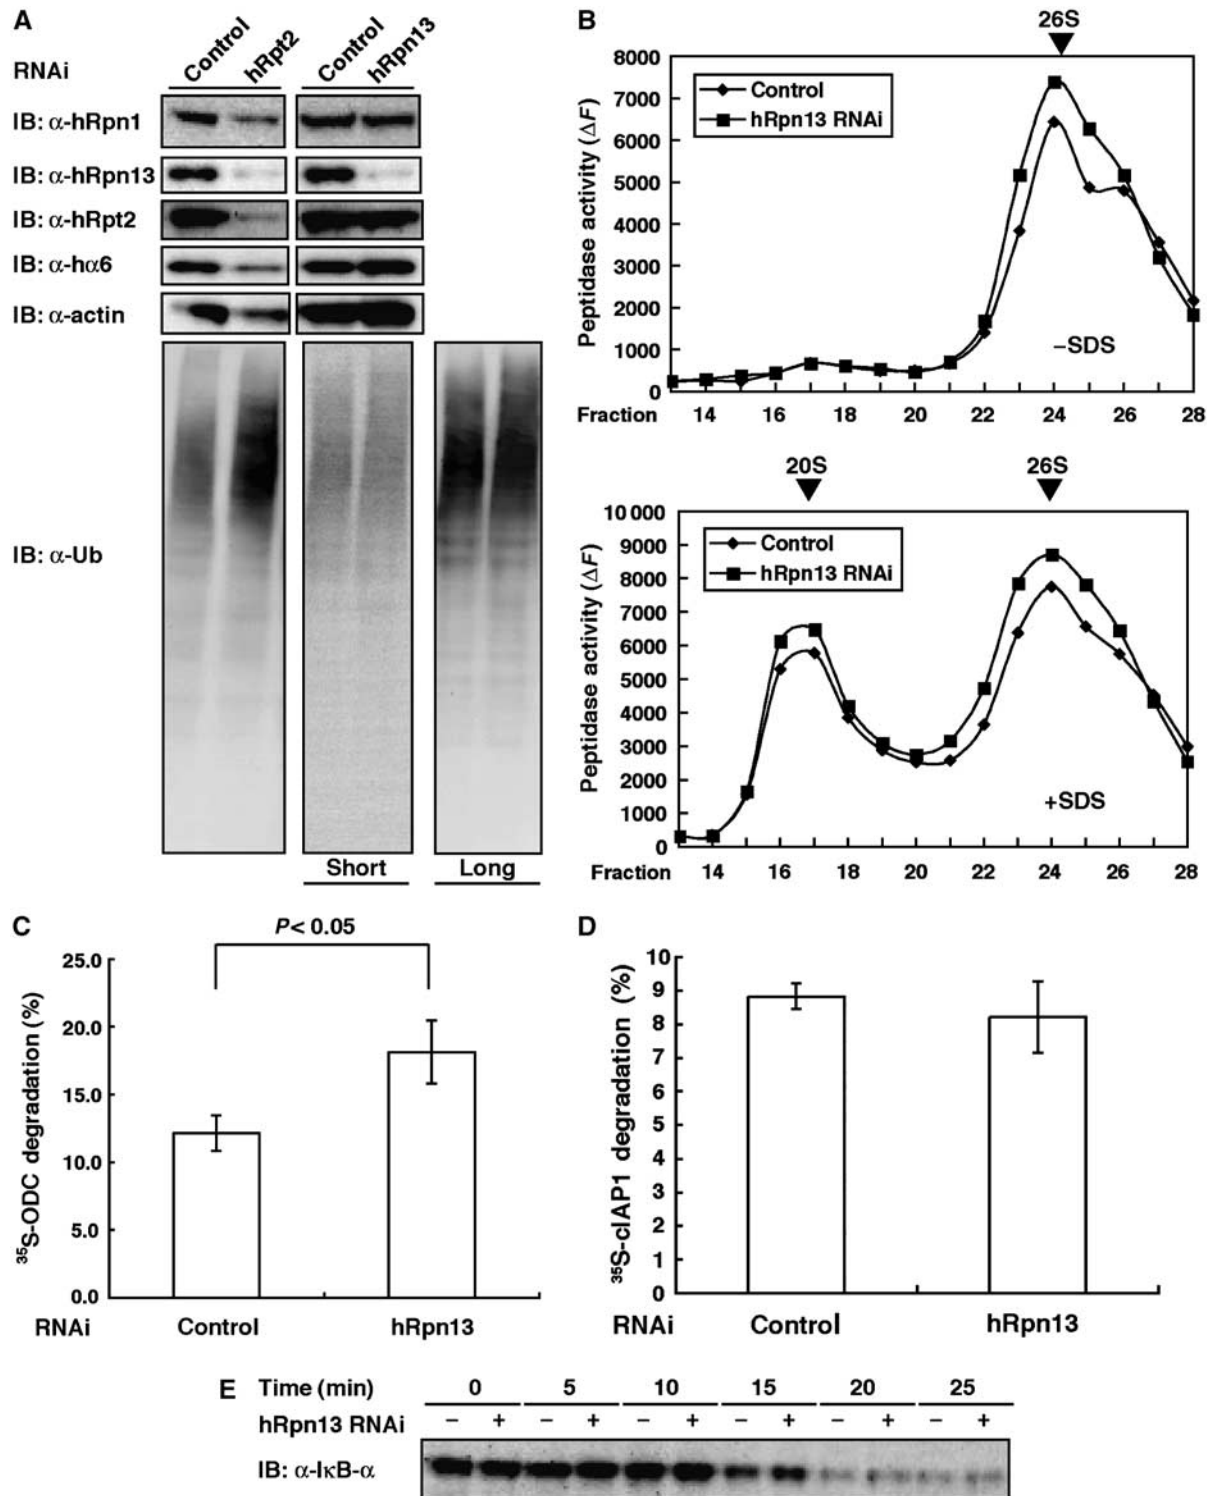 A
RNAi
Control
hRpt2
Control
hRpn13
IB: α-hRpn1
IB: α-hRpn13
IB: α-hRpt2
IB: α-hα6
IB: α-actin
IB: α-Ub
Short
Long
B
26S
8000
7000
6000
5000
4000
3000
2000
1000
0
Peptidase activity (ΔF)
Control
hRpn13 RNAi
–SDS
Fraction 14 16 18 20 22 24 26 28
20S
26S
10 000
9000
8000
7000
6000
5000
4000
3000
2000
1000
0
Peptidase activity (ΔF)
Control
hRpn13 RNAi
+SDS
Fraction 14 16 18 20 22 24 26 28
C
P< 0.05
25.0
20.0
15.0
10.0
5.0
0.0
³⁵S-ODC degradation (%)
RNAi Control hRpn13
D
10
9
8
7
6
5
4
3
2
1
0
³⁵S-cIAP1 degradation (%)
RNAi Control hRpn13
E Time (min) 0 5 10 15 20 25
hRpn13 RNAi – + – + – + – + – + – +
IB: α-IκB-α